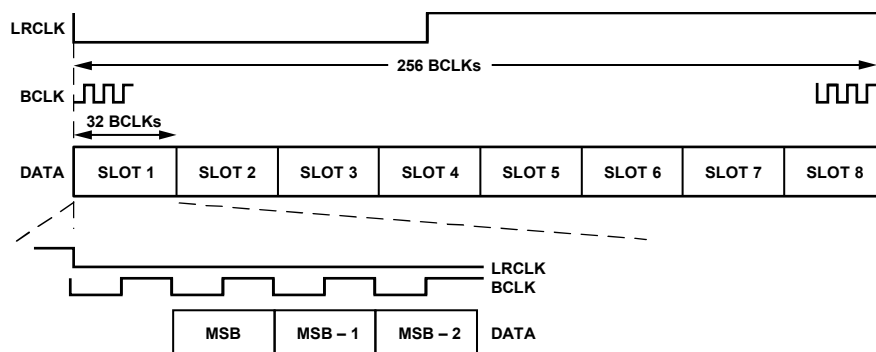 LRCLK
256 BCLKs
BCLK
32 BCLKs
DATA SLOT 1 SLOT 2 SLOT 3 SLOT 4 SLOT 5 SLOT 6 SLOT 7 SLOT 8
LRCLK
BCLK
MSB MSB – 1 MSB – 2 DATA